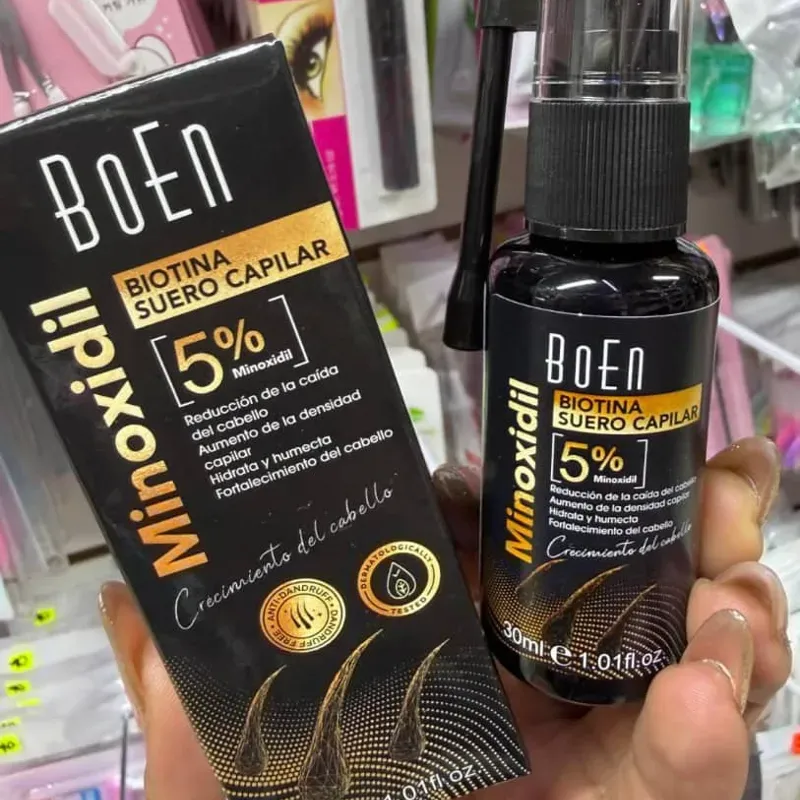 BoEn
BIOTINA
SUERO CAPILAR
5%
Minoxidil
Minoxidil
Reducción de la caída
del cabello
Aumento de la densidad
capilar
Hidrata y humecta
Fortalecimiento del cabello
Crecimiento del cabello
ANTI-DANDRUFF
DANDRUFF FREE
DERMATOLOGICALLY
TESTED
1.01fl.oz.
BoEn
BIOTINA
SUERO CAPILAR
5%
Minoxidil
Minoxidil
Reducción de la caída del cabello
Aumento de la densidad capilar
Hidrata y humecta
Fortalecimiento del cabello
Crecimiento del cabello
30ml e 1.01fl.oz.